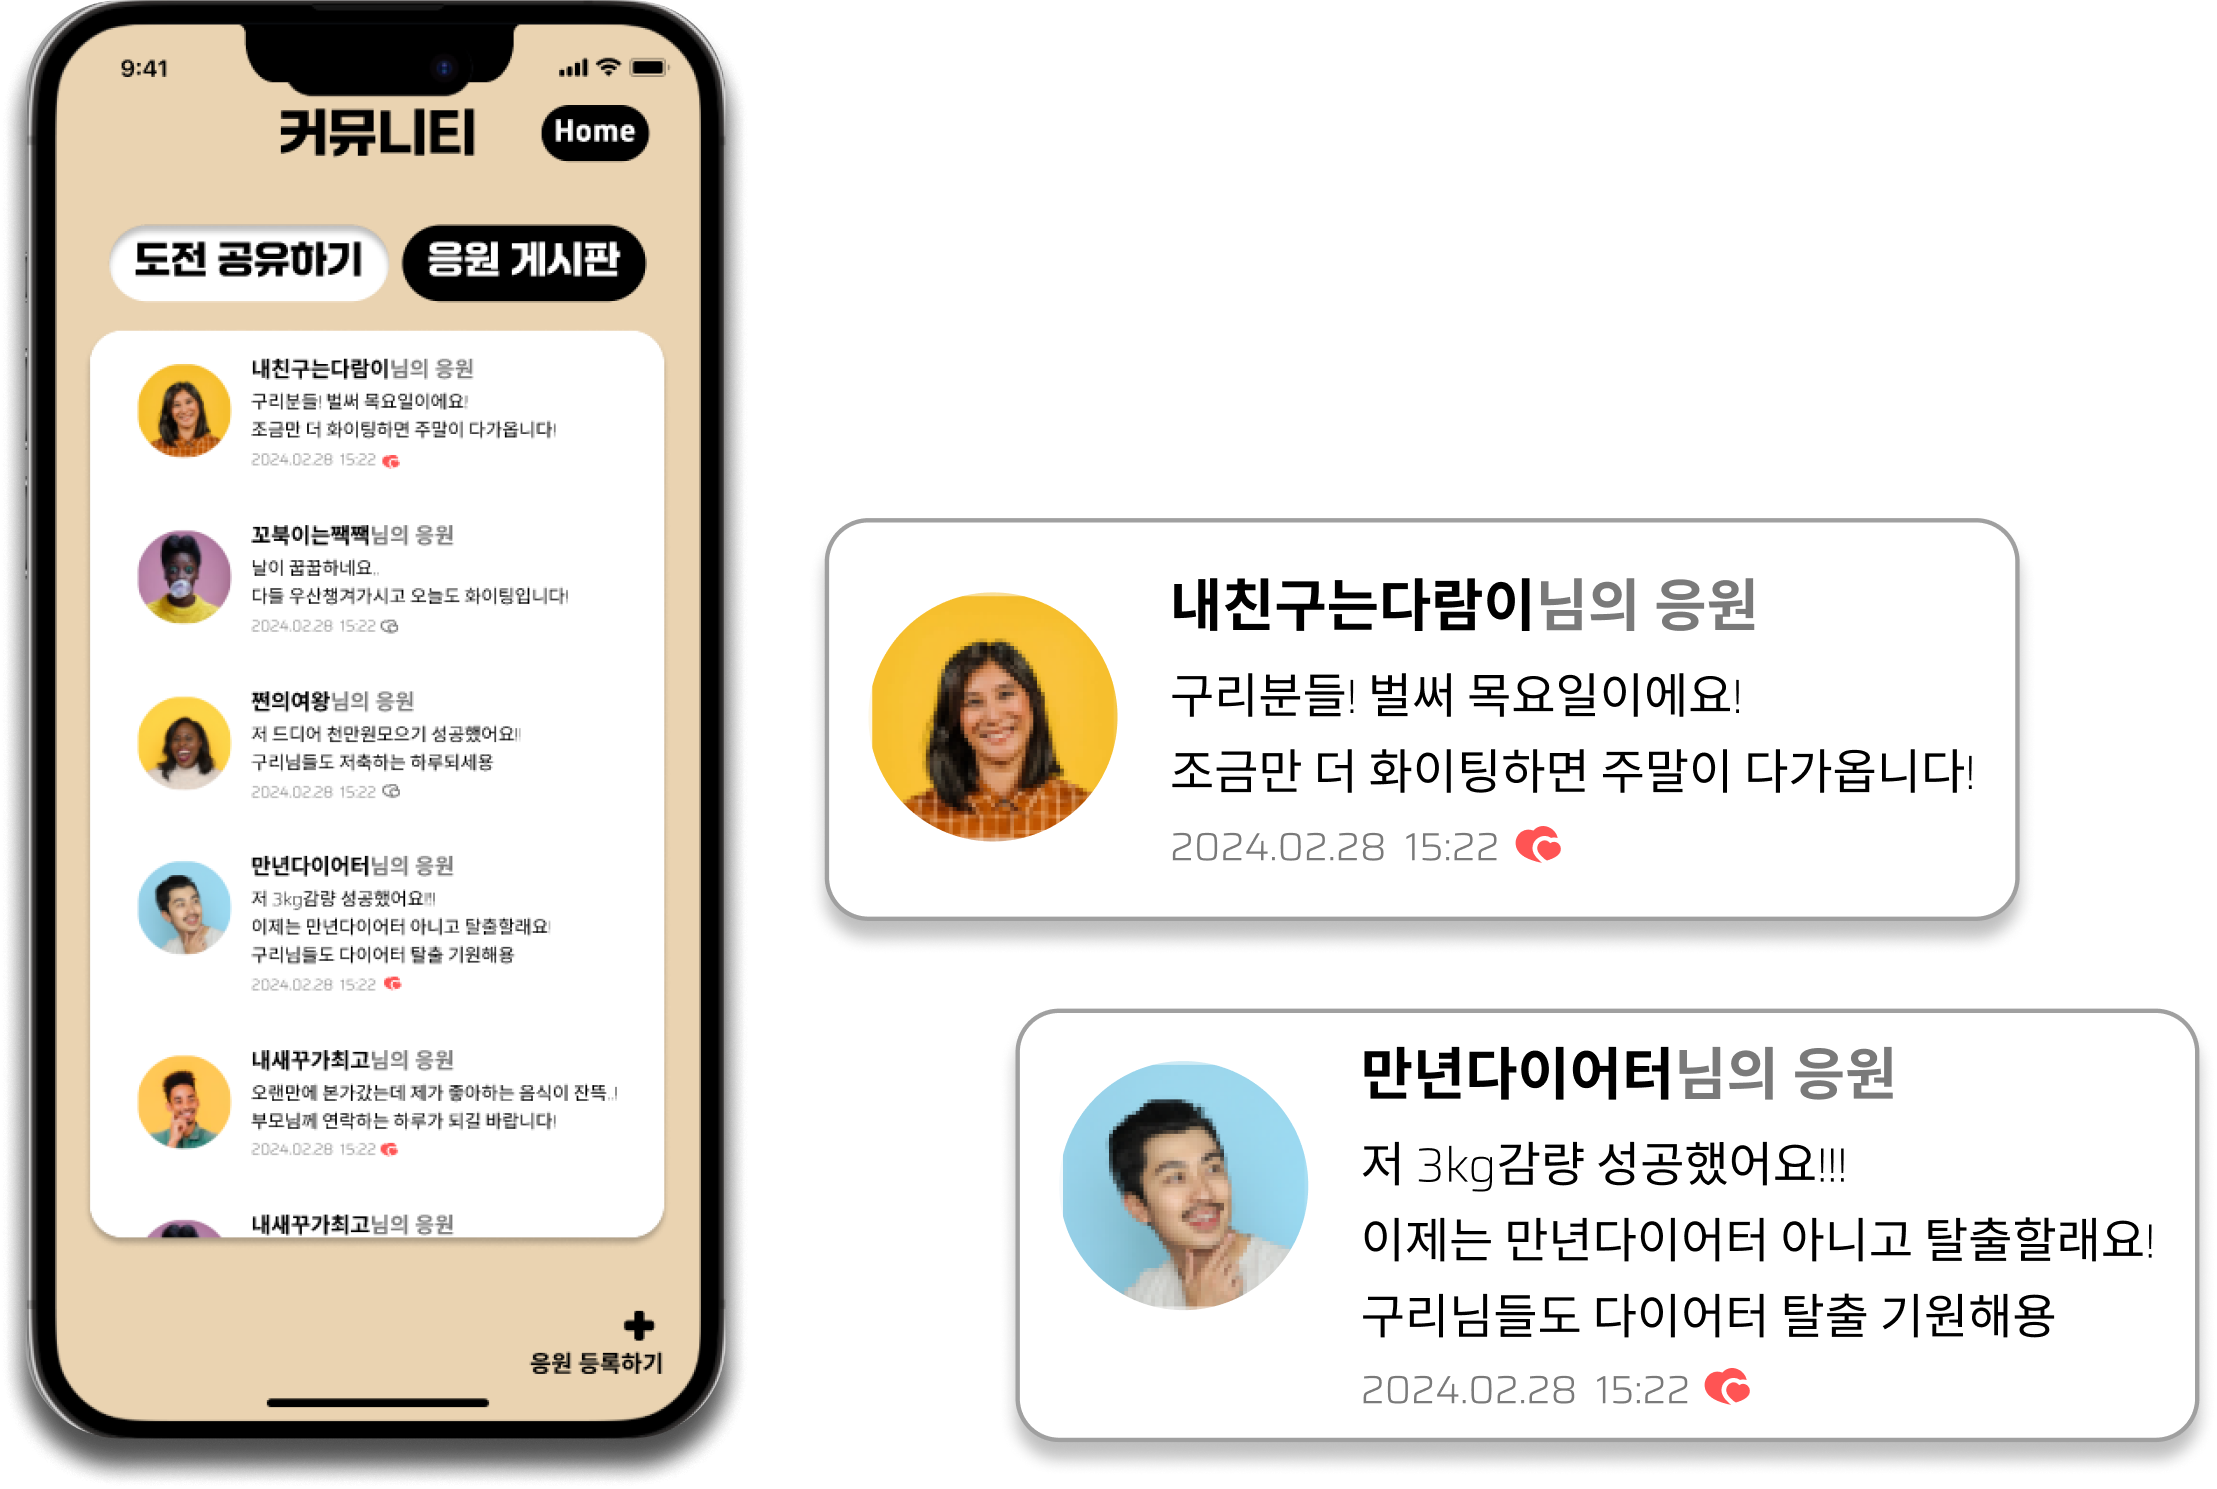 9:41
커뮤니티
Home
도전 공유하기
응원 게시판
내친구는다람이님의 응원
구리분들! 벌써 목요일이에요!
조금만 더 화이팅하면 주말이 다가옵니다!
2024.02.28 15:22
꼬북이는짹짹님의 응원
날이 꿉꿉하네요..
다들 우산챙겨가시고 오늘도 화이팅입니다!
2024.02.28 15:22
쩐의여왕님의 응원
저 드디어 천만원모으기 성공했어요!!
구리님들도 저축하는 하루되세용
2024.02.28 15:22
만년다이어터님의 응원
저 3kg감량 성공했어요!!!
이제는 만년다이어터 아니고 탈출할래요!
구리님들도 다이어터 탈출 기원해용
2024.02.28 15:22
내새꾸가최고님의 응원
오랜만에 본가갔는데 제가 좋아하는 음식이 잔뜩..!
부모님께 연락하는 하루가 되길 바랍니다!
2024.02.28 15:22
내새꾸가최고님의 응원
응원 등록하기
내친구는다람이님의 응원
구리분들! 벌써 목요일이에요!
조금만 더 화이팅하면 주말이 다가옵니다!
2024.02.28 15:22
만년다이어터님의 응원
저 3kg감량 성공했어요!!!
이제는 만년다이어터 아니고 탈출할래요!
구리님들도 다이어터 탈출 기원해용
2024.02.28 15:22